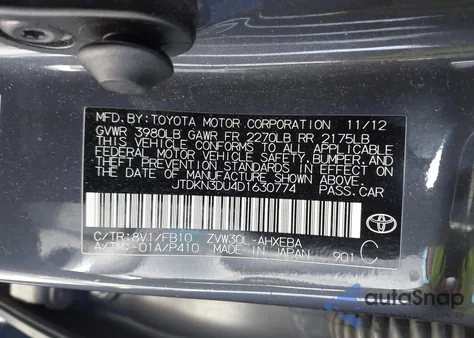 MFD. BY: TOYOTA MOTOR CORPORATION 11/12
GVWR 3980LB GAWR FR 2270LB RR 2175LB
THIS VEHICLE CONFORMS TO ALL APPLICABLE
FEDERAL MOTOR VEHICLE SAFETY, BUMPER, AND
THEFT PREVENTION STANDARDS IN EFFECT ON
THE DATE OF MANUFACTURE SHOWN ABOVE.
JTDKN3DU4D1630774 PASS. CAR
C/TR: 8V1/FB10 ZVW30L-AHXEBA
A/TM: -01A/P410 MADE IN JAPAN 901 C
autoSnap